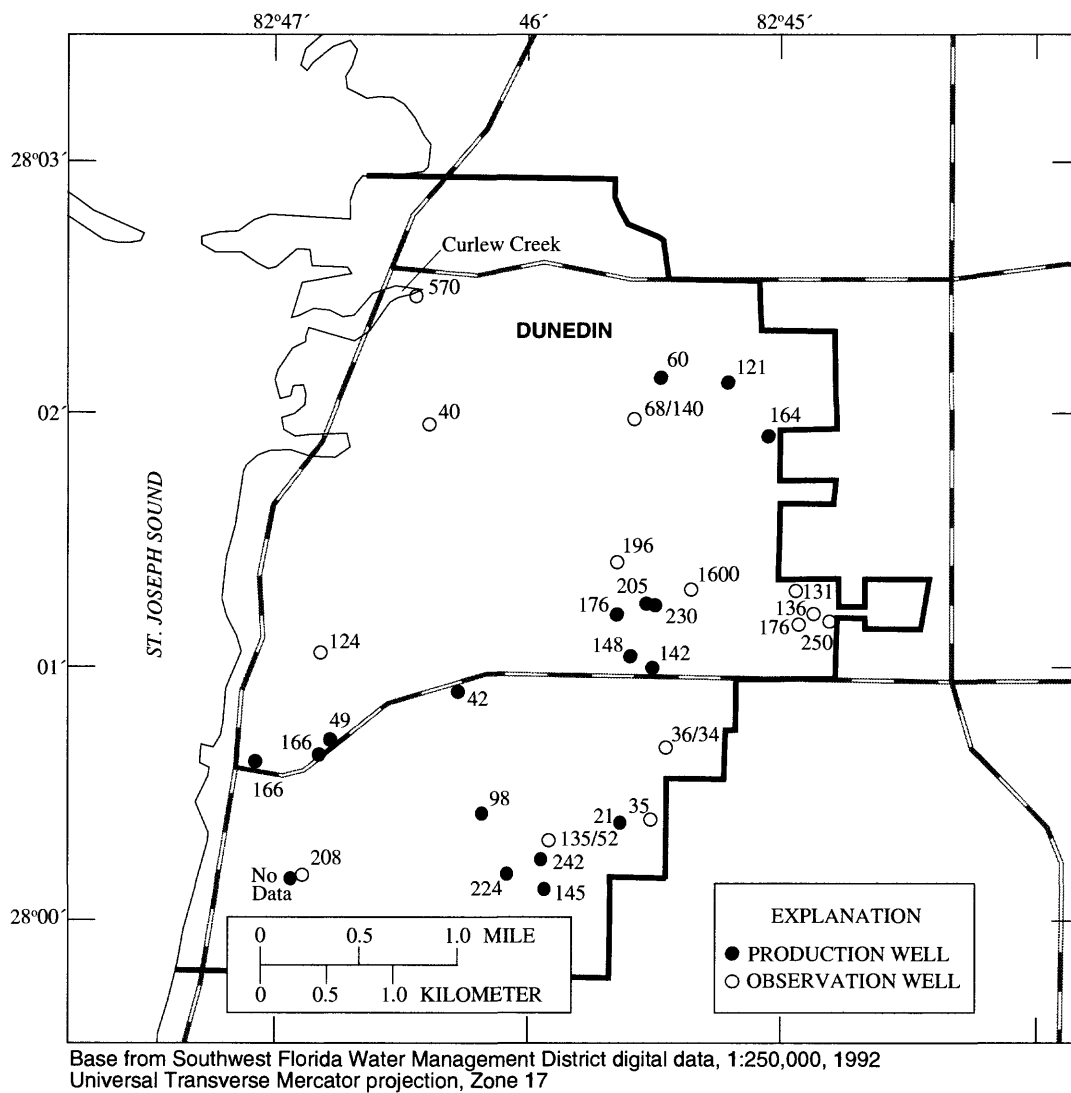 82°47´ 46´ 82°45´
28°03´
Curlew Creek
570
DUNEDIN
60 121
40 68/140 164
02´
ST. JOSEPH SOUND
196
205 1600
176 230
131
136
176
250
124
148 142
01´
42
49
166
166
36/34
98
21 35
135/52
242
224 145
No
Data
208
28°00´
0 0.5 1.0 MILE
0 0.5 1.0 KILOMETER
EXPLANATION
PRODUCTION WELL
OBSERVATION WELL
Base from Southwest Florida Water Management District digital data, 1:250,000, 1992
Universal Transverse Mercator projection, Zone 17